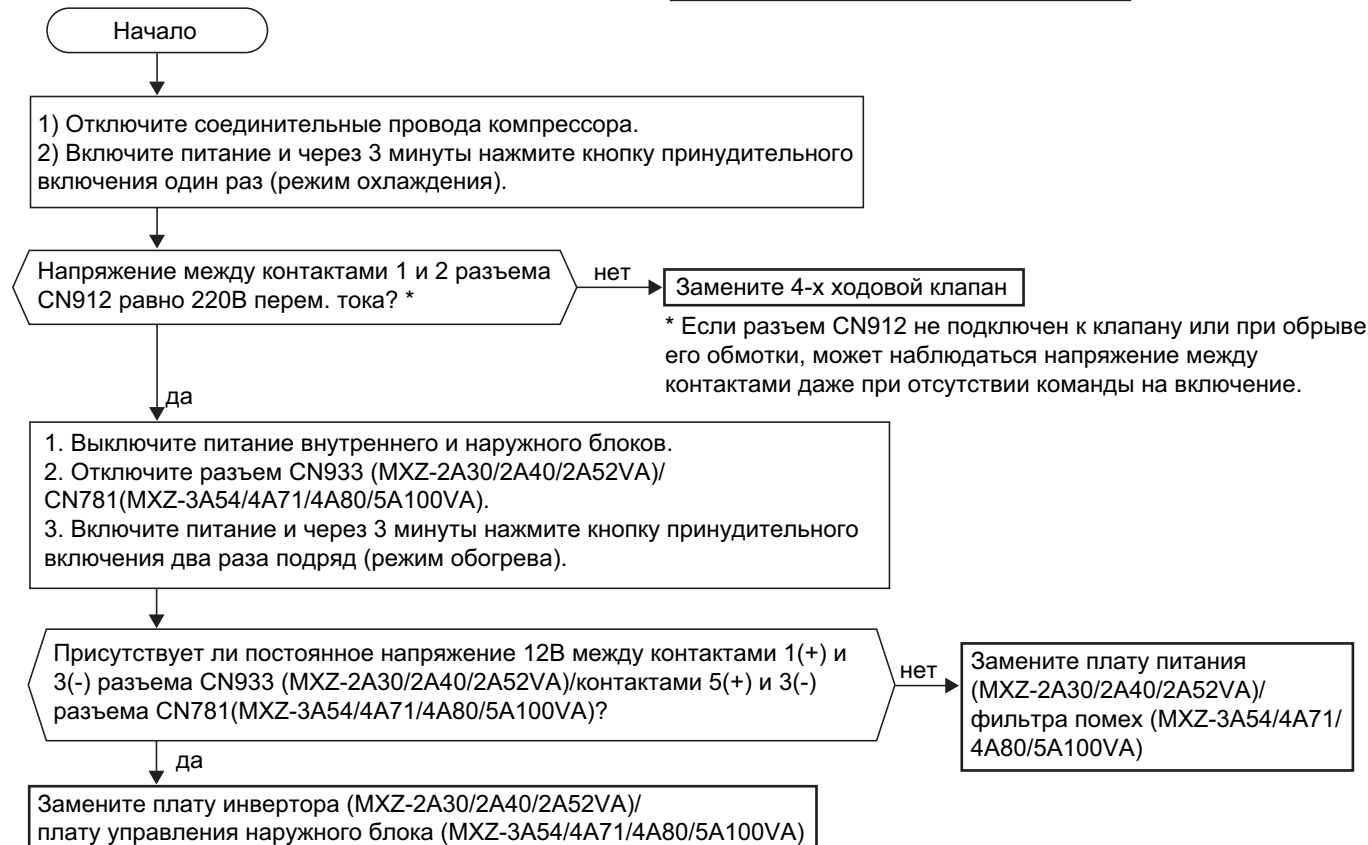 Начало
1) Отключите соединительные провода компрессора.
2) Включите питание и через 3 минуты нажмите кнопку принудительного
включения один раз (режим охлаждения).
Напряжение между контактами 1 и 2 разъема
CN912 равно 220В перем. тока? *
нет
Замените 4-х ходовой клапан
* Если разъем CN912 не подключен к клапану или при обрыве
его обмотки, может наблюдаться напряжение между
контактами даже при отсутствии команды на включение.
да
1. Выключите питание внутреннего и наружного блоков.
2. Отключите разъем CN933 (MXZ-2A30/2A40/2A52VA)/
CN781(MXZ-3A54/4A71/4A80/5A100VA).
3. Включите питание и через 3 минуты нажмите кнопку принудительного
включения два раза подряд (режим обогрева).
Присутствует ли постоянное напряжение 12В между контактами 1(+) и
3(-) разъема CN933 (MXZ-2A30/2A40/2A52VA)/контактами 5(+) и 3(-)
разъема CN781(MXZ-3A54/4A71/4A80/5A100VA)?
нет
Замените плату питания
(MXZ-2A30/2A40/2A52VA)/
фильтра помех (MXZ-3A54/4A71/
4A80/5A100VA)
да
Замените плату инвертора (MXZ-2A30/2A40/2A52VA)/
плату управления наружного блока (MXZ-3A54/4A71/4A80/5A100VA)